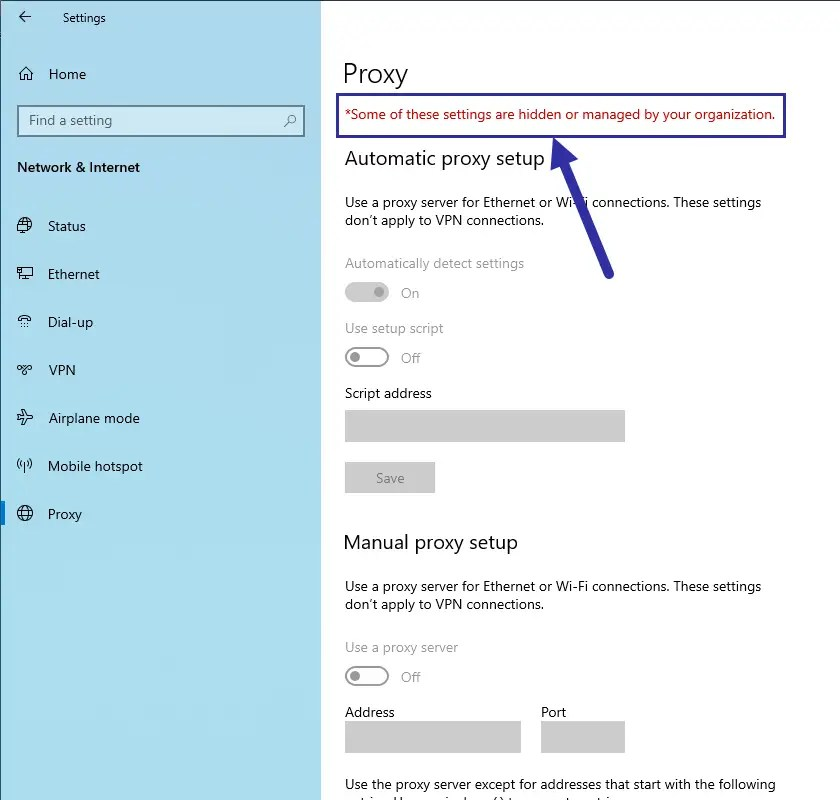 Settings
Home
Find a setting
Network & Internet
Status
Ethernet
Dial-up
VPN
Airplane mode
Mobile hotspot
Proxy
Proxy
*Some of these settings are hidden or managed by your organization.
Automatic proxy setup
Use a proxy server for Ethernet or Wi-Fi connections. These settings
don't apply to VPN connections.
Automatically detect settings
On
Use setup script
Off
Script address
Save
Manual proxy setup
Use a proxy server for Ethernet or Wi-Fi connections. These settings
don't apply to VPN connections.
Use a proxy server
Off
Address Port
Use the proxy server except for addresses that start with the following